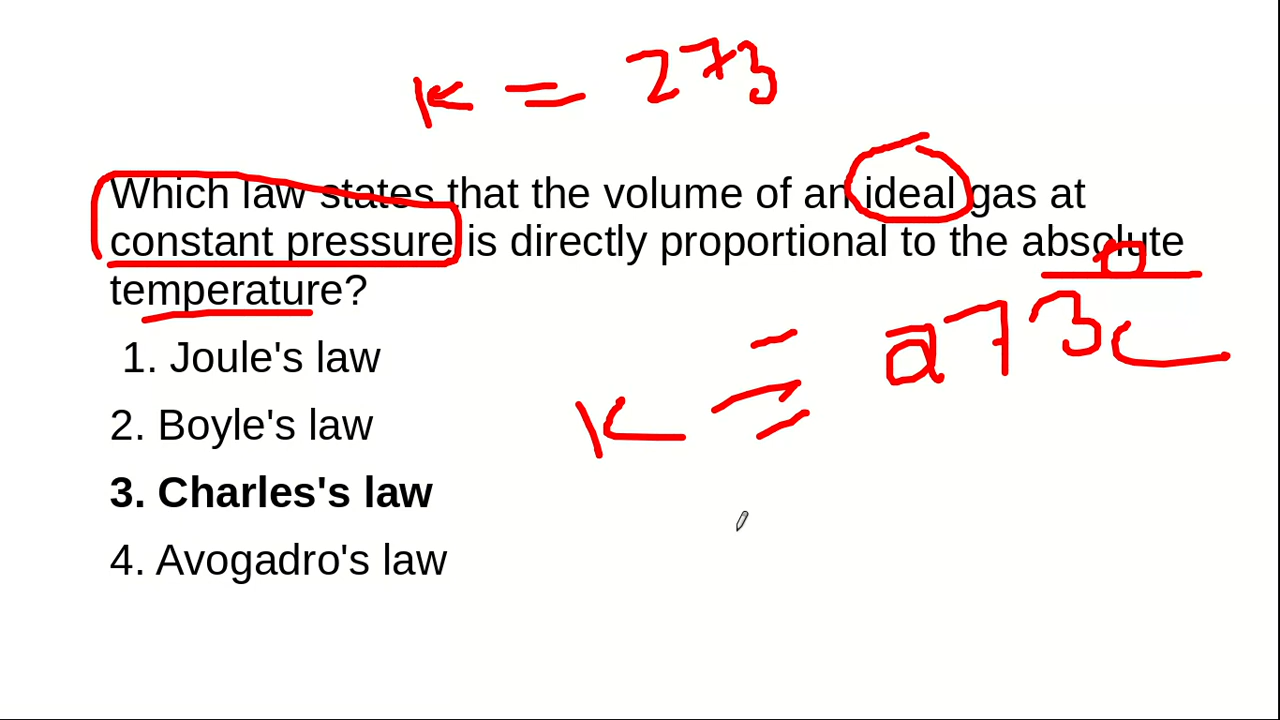 K = 273
Which law states that the volume of an ideal gas at
constant pressure is directly proportional to the absolute
temperature?
1. Joule's law
K = 273
2. Boyle's law
3. Charles's law
4. Avogadro's law